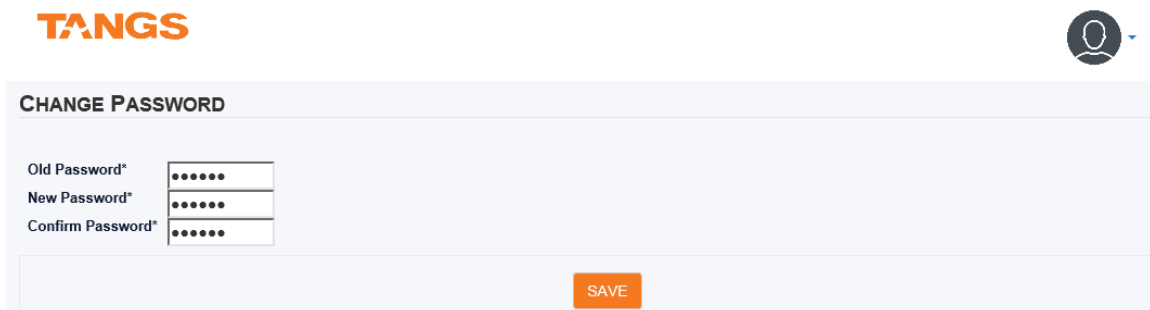 TANGS
CHANGE PASSWORD
Old Password* ••••••
New Password* ••••••
Confirm Password* ••••••
SAVE